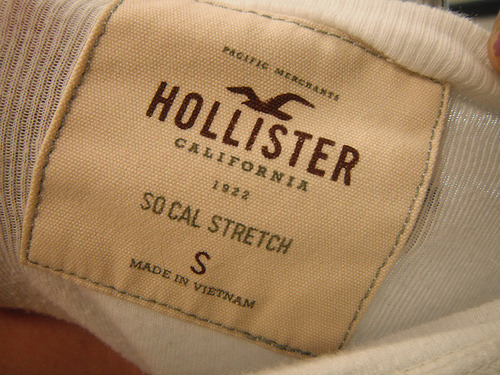 PACIFIC MERCHANTS
HOLLISTER
CALIFORNIA
1922
SO CAL STRETCH
S
MADE IN VIETNAM